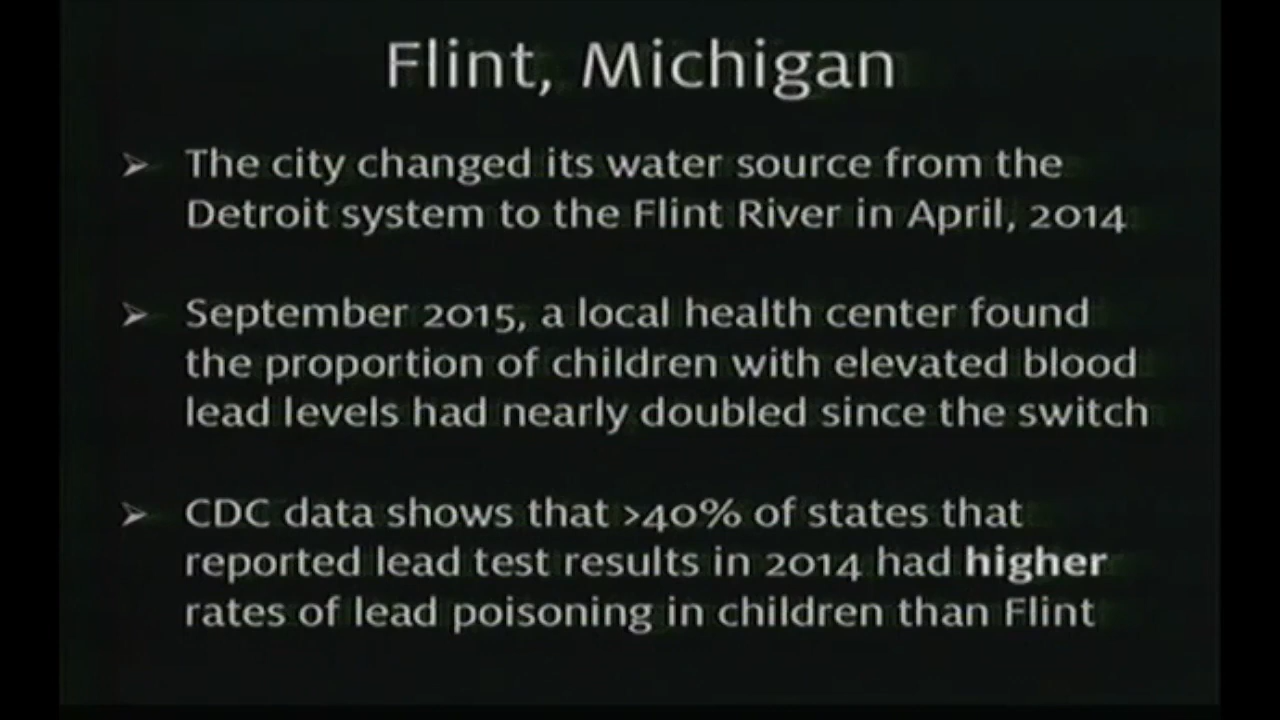 Flint, Michigan
➢ The city changed its water source from the
Detroit system to the Flint River in April, 2014
➢ September 2015, a local health center found
the proportion of children with elevated blood
lead levels had nearly doubled since the switch
➢ CDC data shows that >40% of states that
reported lead test results in 2014 had higher
rates of lead poisoning in children than Flint